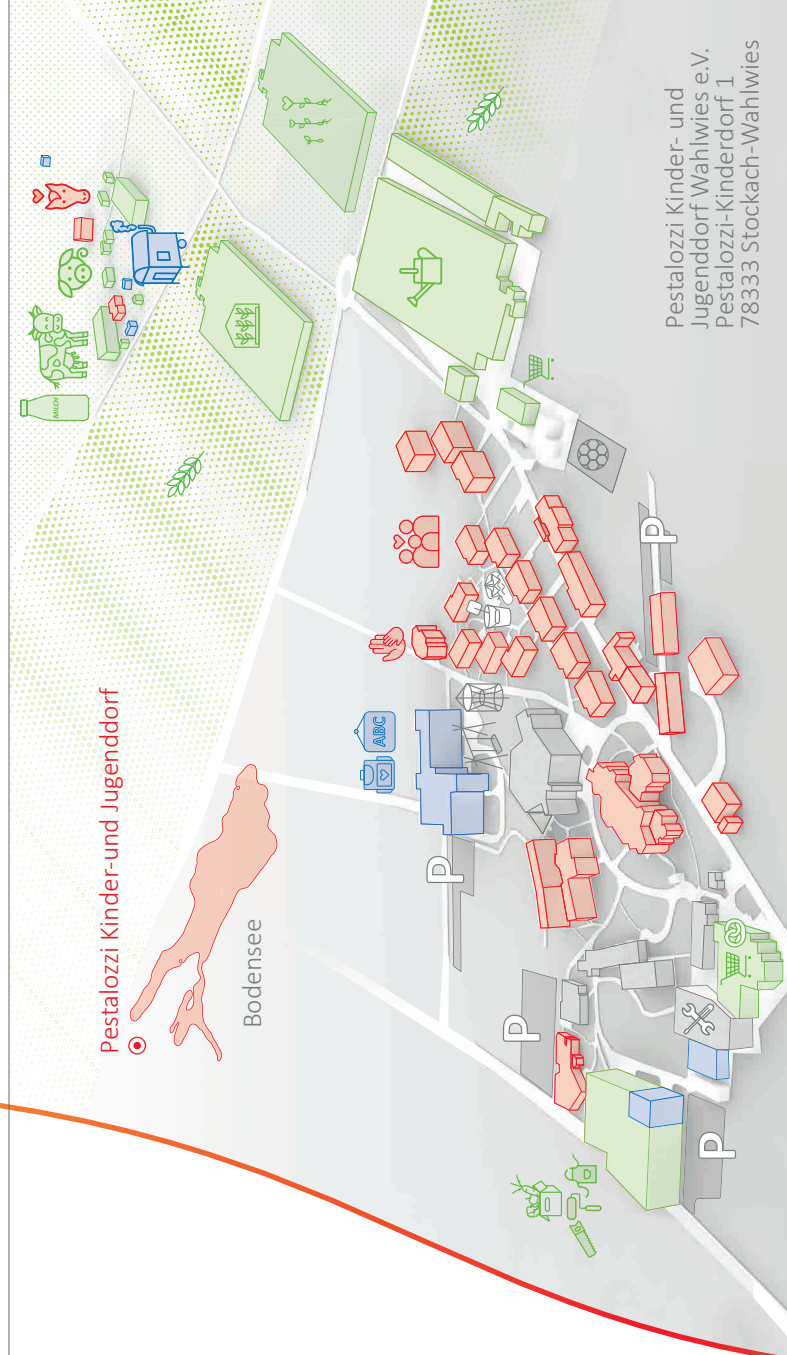 Pestalozzi Kinder-und Jugenddorf
Bodensee
MILCH
ABC
P
P
P
P
Pestalozzi Kinder- und
Jugenddorf Wahlwies e.V.
Pestalozzi-Kinderdorf 1
78333 Stockach-Wahlwies